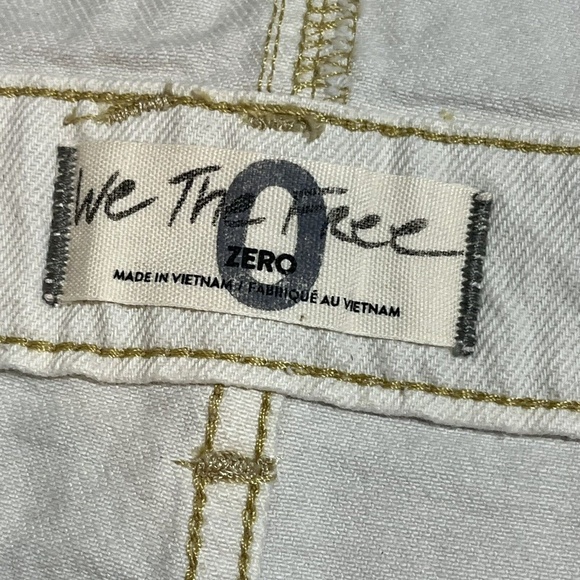 We The Free
0
ZERO
MADE IN VIETNAM / FABRIQUÉ AU VIETNAM